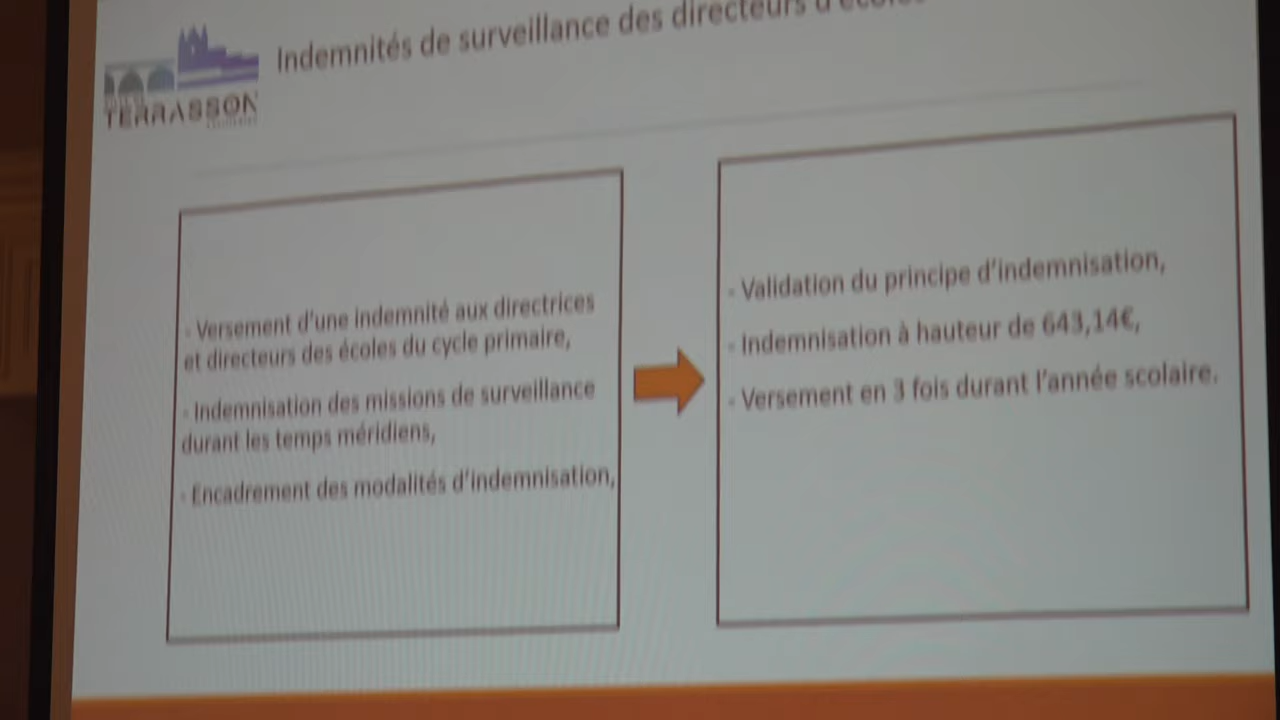 Indemnités de surveillance des directeurs d'écoles
TERRASSON
- Versement d'une indemnité aux directrices
et directeurs des écoles du cycle primaire,
- Indemnisation des missions de surveillance
durant les temps méridiens,
- Encadrement des modalités d'indemnisation,
- Validation du principe d'indemnisation,
- Indemnisation à hauteur de 643,14€,
- Versement en 3 fois durant l'année scolaire.